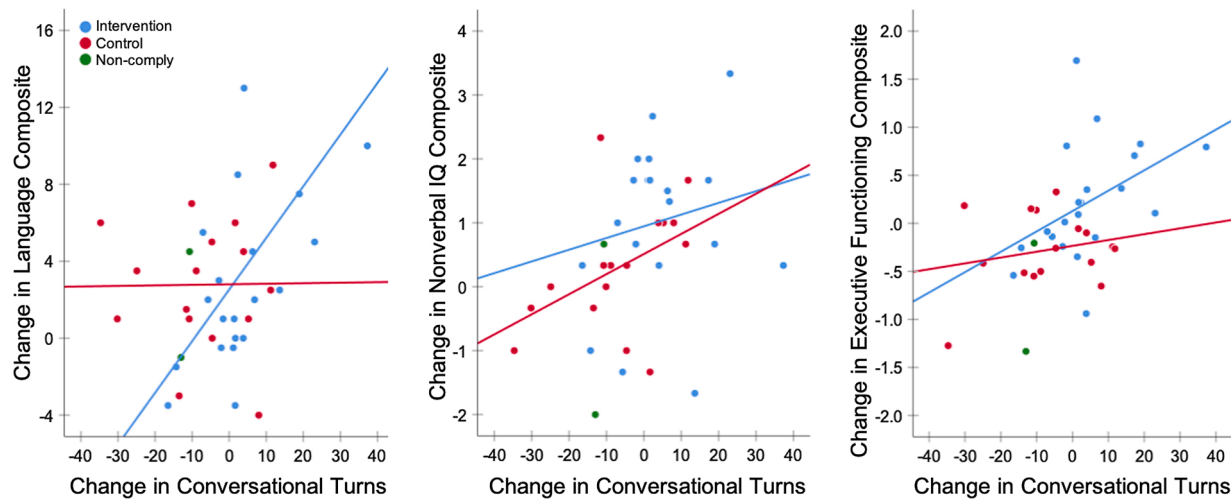 Intervention
Control
Non-comply
Change in Language Composite
16
12
8
4
0
-4
-40 -30 -20 -10 0 10 20 30 40
Change in Conversational Turns
Change in Nonverbal IQ Composite
4
3
2
1
0
-1
-2
-40 -30 -20 -10 0 10 20 30 40
Change in Conversational Turns
Change in Executive Functioning Composite
2.0
1.5
1.0
.5
.0
-.5
-1.0
-1.5
-2.0
-40 -30 -20 -10 0 10 20 30 40
Change in Conversational Turns